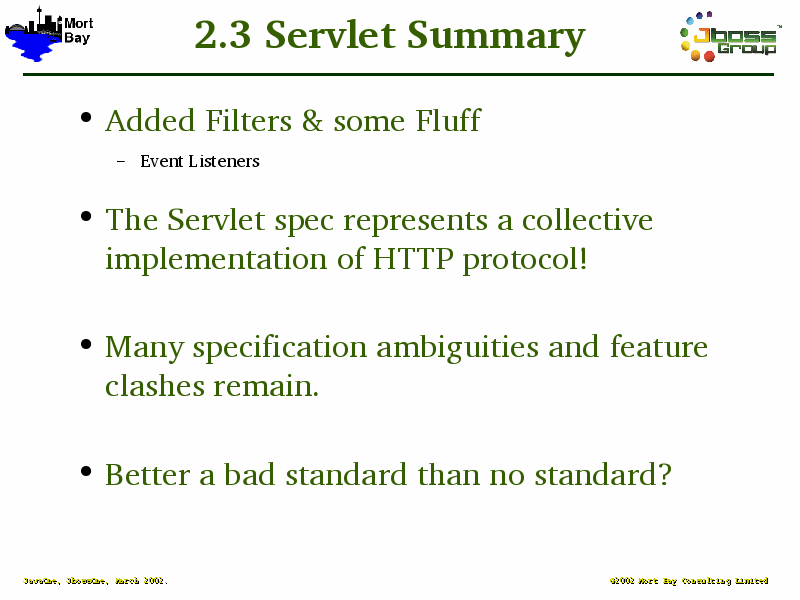 Mort
Bay
2.3 Servlet Summary
Jboss
Group
™
• Added Filters & some Fluff
– Event Listeners
• The Servlet spec represents a collective
implementation of HTTP protocol!
• Many specification ambiguities and feature
clashes remain.
• Better a bad standard than no standard?
JavaOne, JbossOne, March 2002.
©2002 Mort Bay Consulting Limited